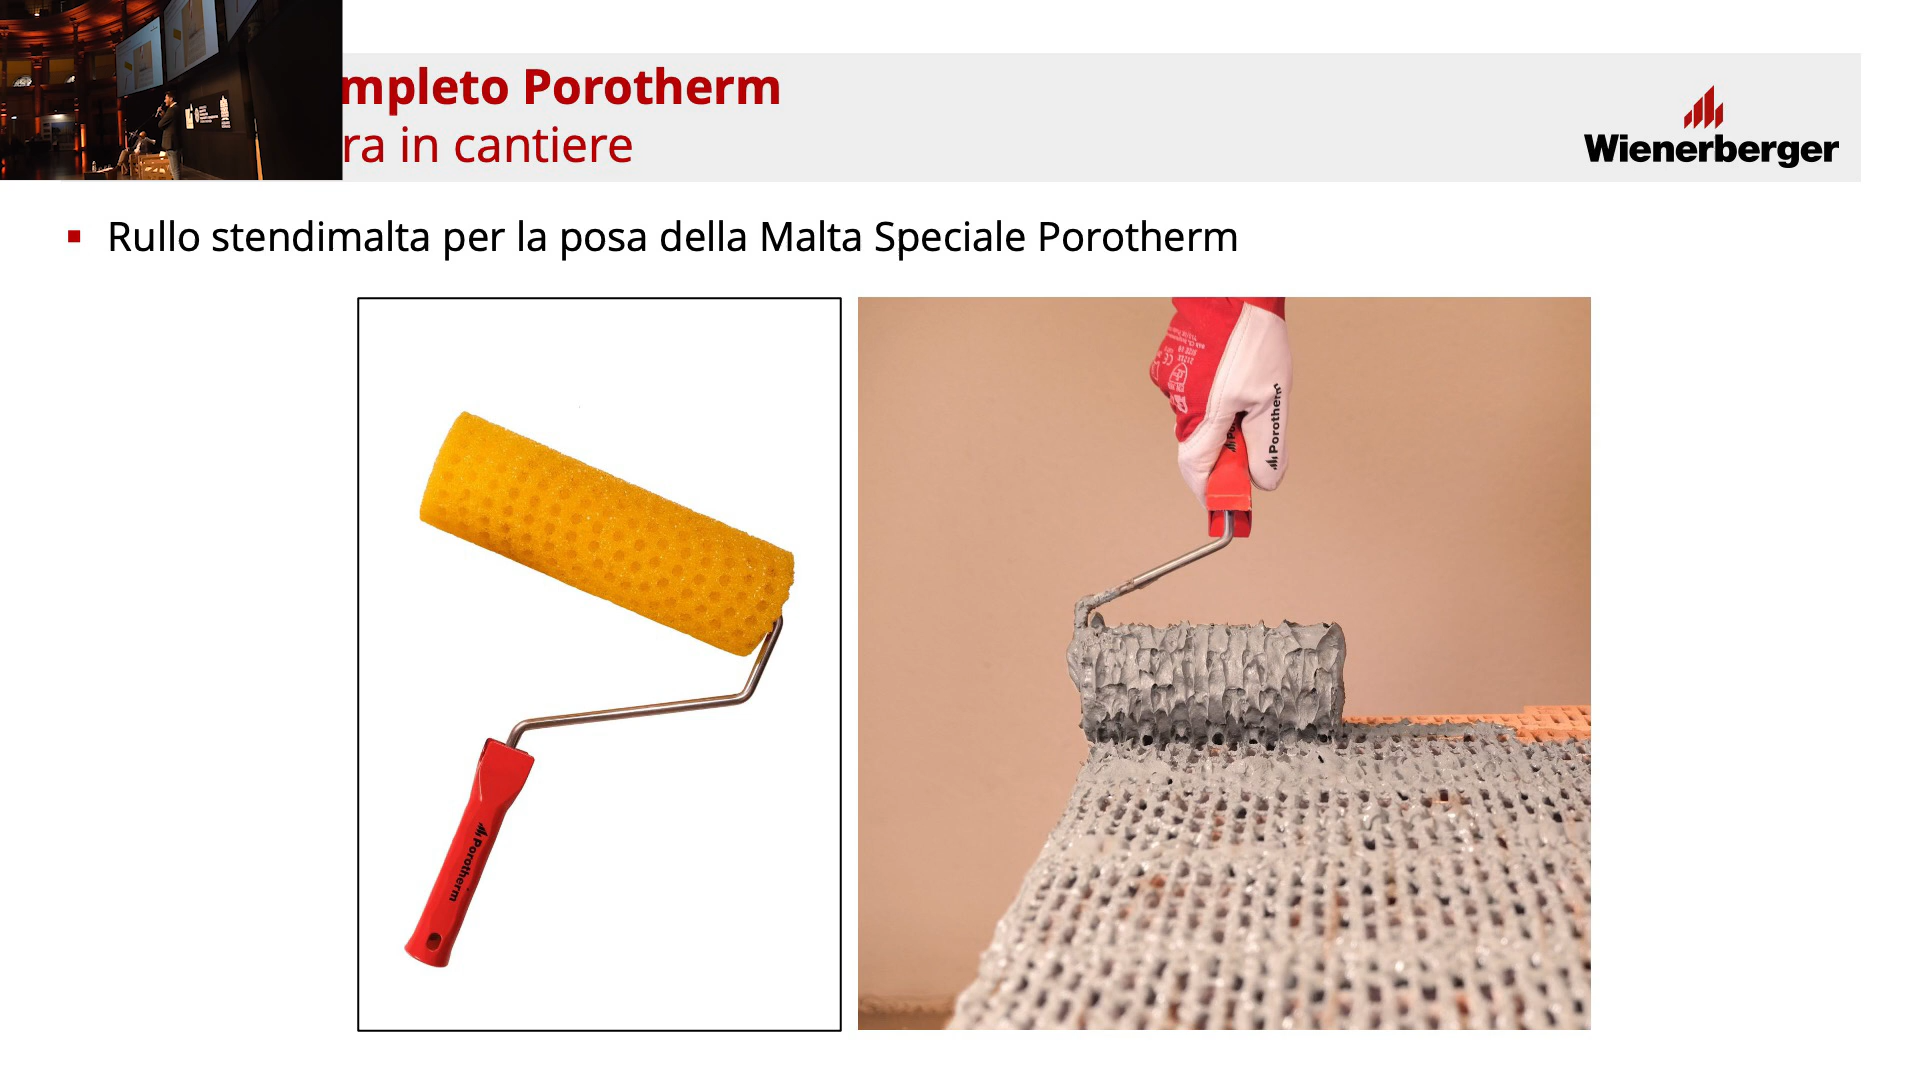 mpleto Porotherm
ra in cantiere
Wienerberger
Rullo stendimalta per la posa della Malta Speciale Porotherm
Porotherm
Porotherm